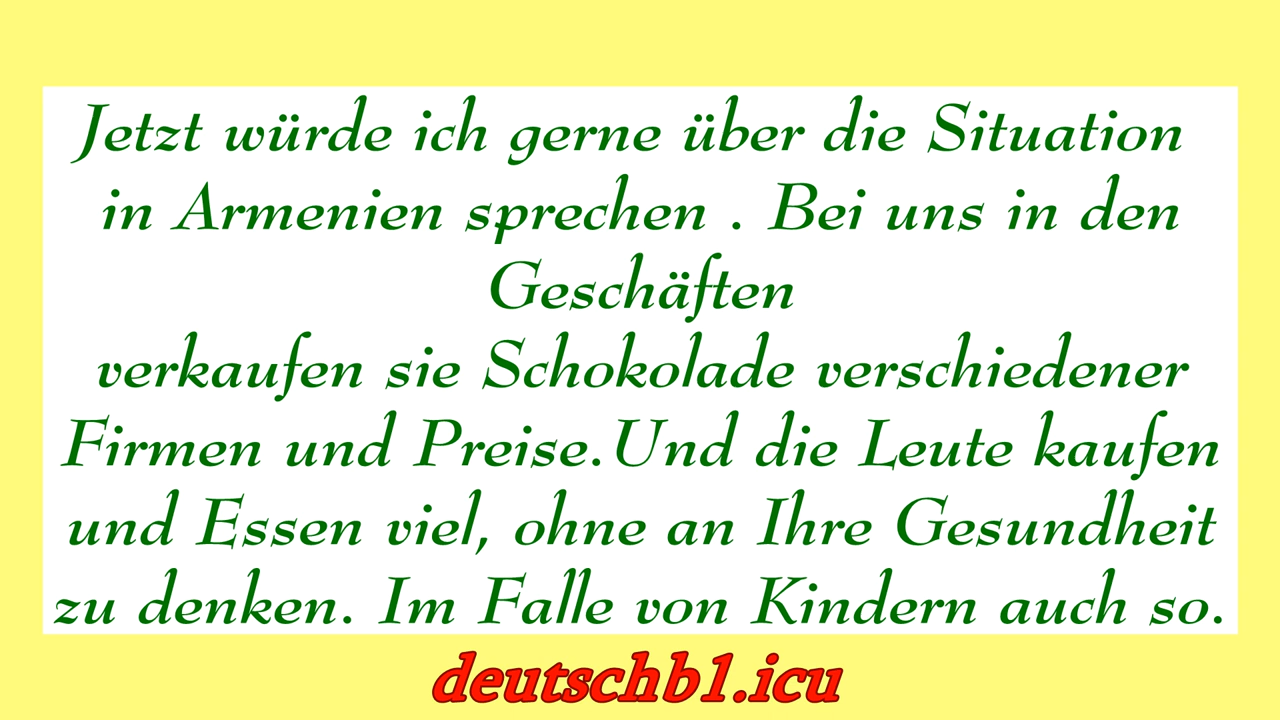 Jetzt würde ich gerne über die Situation
in Armenien sprechen . Bei uns in den
Geschäften
verkaufen sie Schokolade verschiedener
Firmen und Preise.Und die Leute kaufen
und Essen viel, ohne an Ihre Gesundheit
zu denken. Im Falle von Kindern auch so.
deutschb1.icu